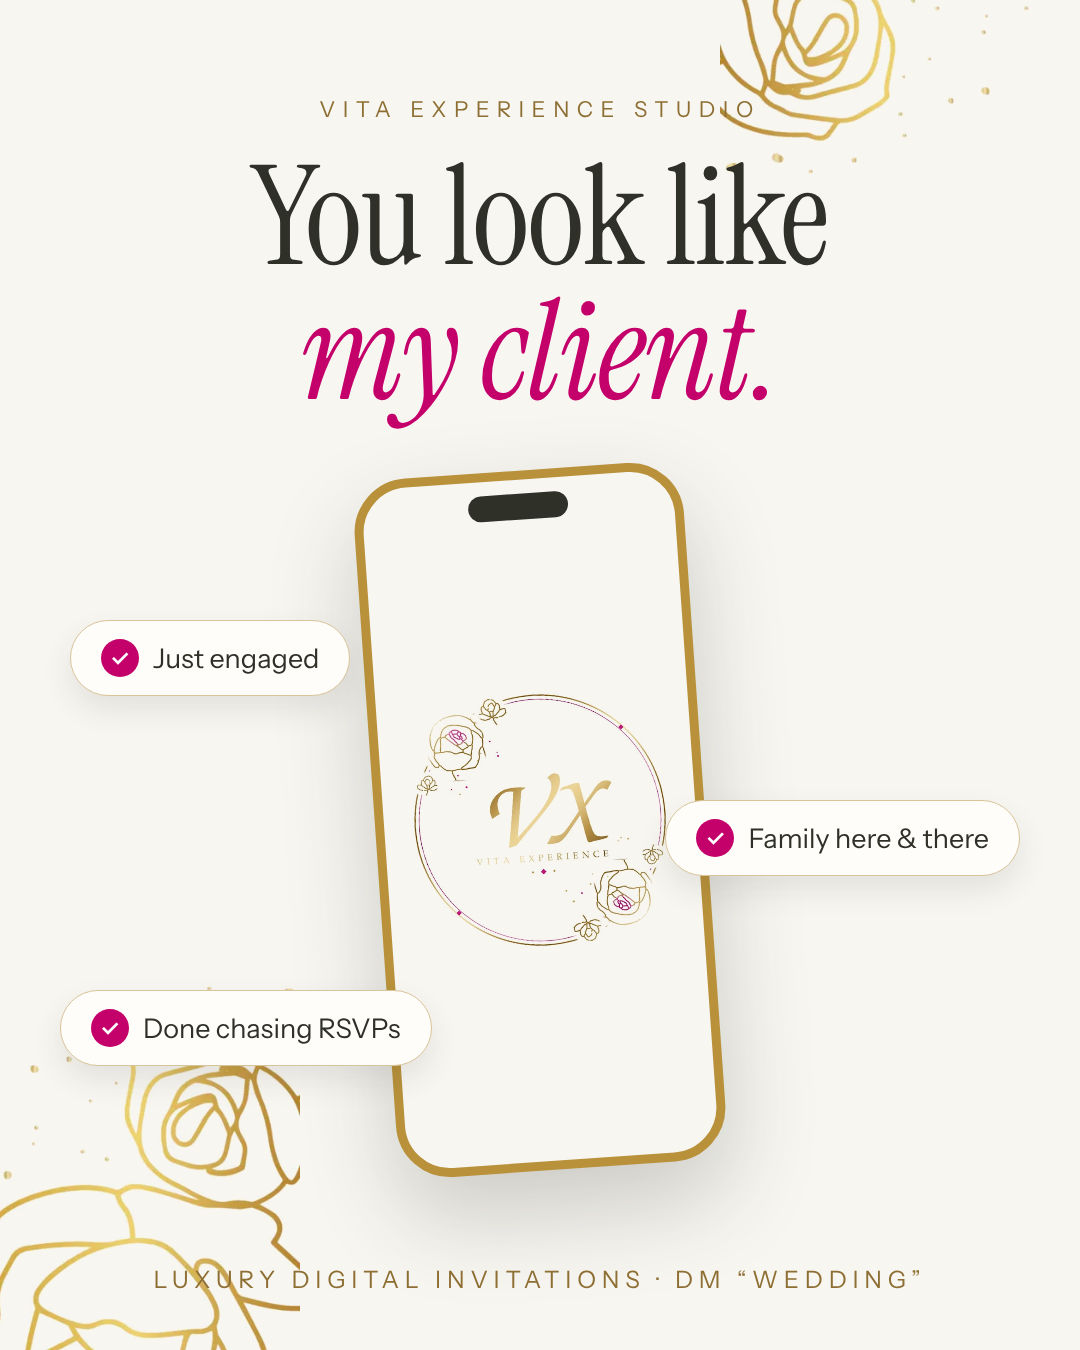 VITA EXPERIENCE STUDIO
You look like
my client.
Just engaged
VX
VITA EXPERIENCE
Family here & there
Done chasing RSVPs
LUXURY DIGITAL INVITATIONS · DM “WEDDING”